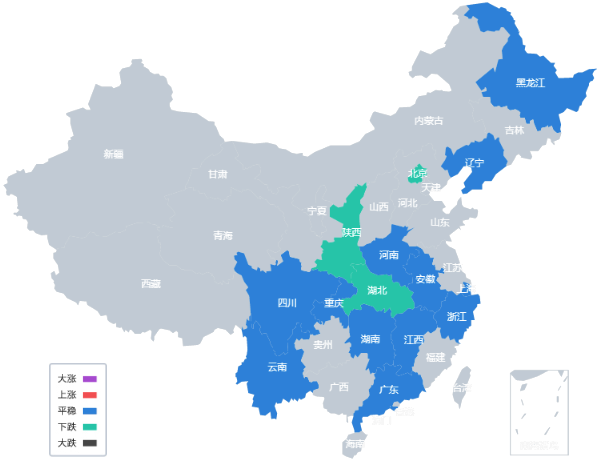 黑龙江
内蒙古
吉林
新疆
辽宁
甘肃
北京
天津
宁夏
山西
河北
青海
山东
陕西
河南
江苏
西藏
安徽
上海
湖北
四川
重庆
浙江
湖南
江西
贵州
福建
云南
广西
广东
台湾
海南
大涨
上涨
平稳
下跌
大跌